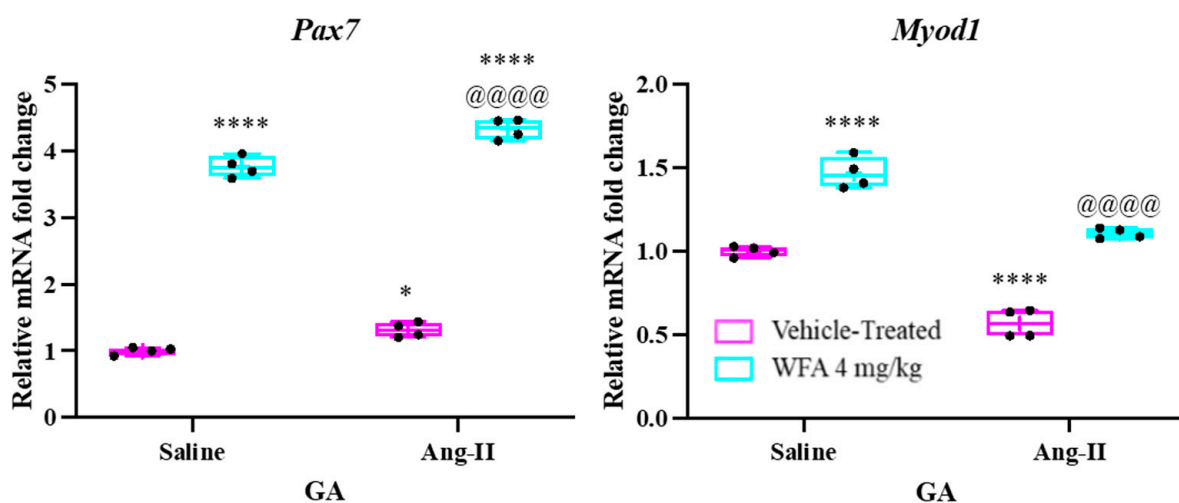 Pax7
Relative mRNA fold change
5
4
3
2
1
0
****
*
****
@@@@
Saline
Ang-II
GA
Myod1
Relative mRNA fold change
2.0
1.5
1.0
0.5
0.0
****
****
@@@@
Vehicle-Treated
WFA 4 mg/kg
Saline
Ang-II
GA